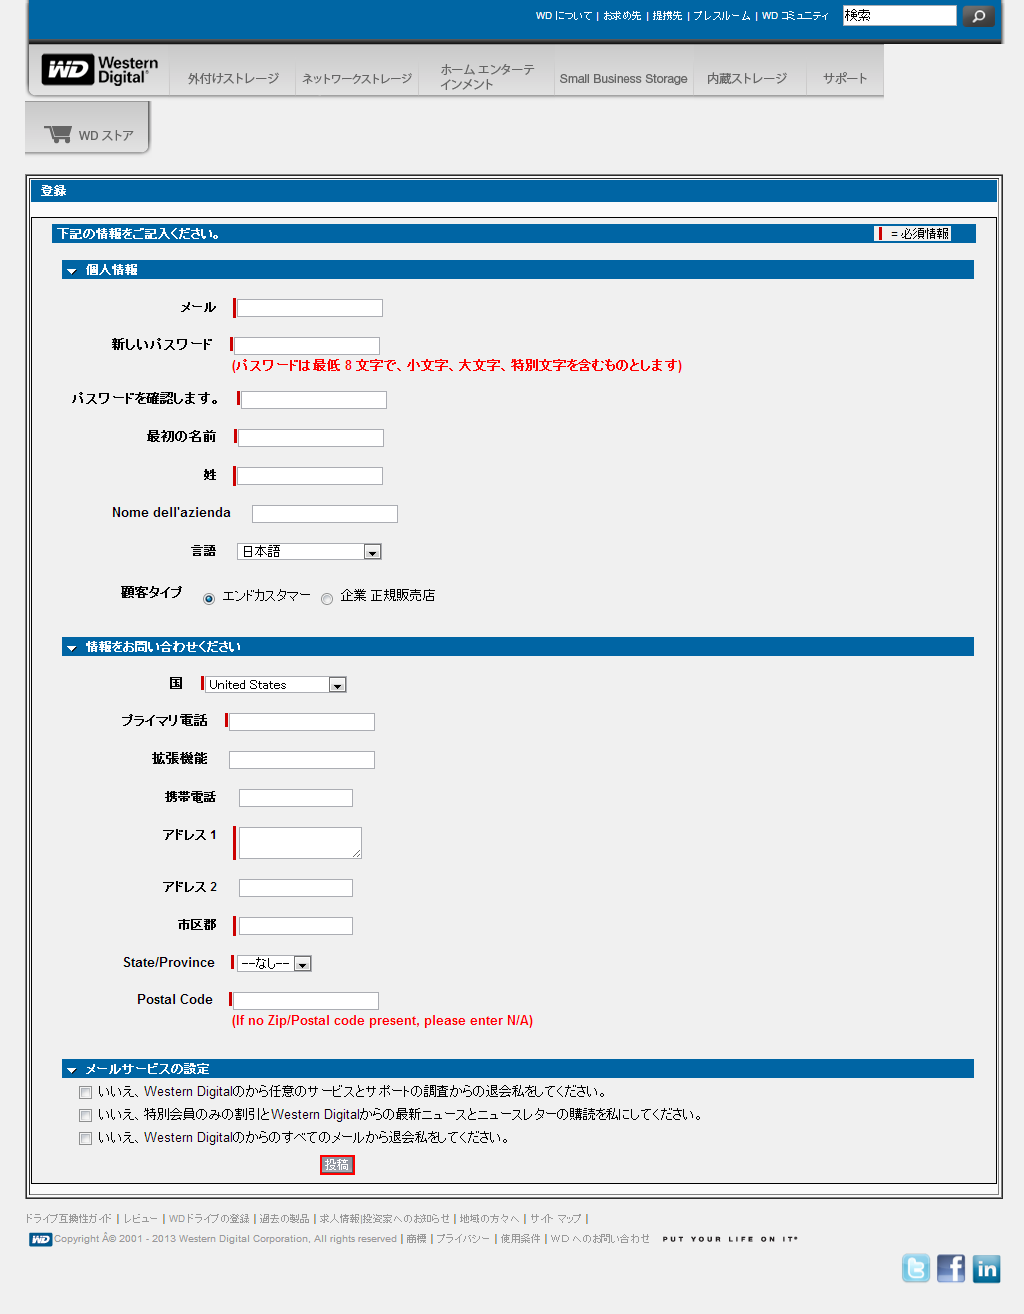 WD について | お求め先 | 提携先 | プレスルーム | WD コミュニティ 検索
WD Western Digital®
外付けストレージ ネットワークストレージ ホーム エンターテインメント Small Business Storage 内蔵ストレージ サポート
WD ストア
登録
下記の情報をご記入ください。 = 必須情報
個人情報
メール
新しいパスワード
(パスワードは最低 8 文字で、小文字、大文字、特別文字を含むものとします)
パスワードを確認します。
最初の名前
姓
Nome dell'azienda
言語 日本語
顧客タイプ エンドカスタマー 企業 正規販売店
情報をお問い合わせください
国 United States
プライマリ電話
拡張機能
携帯電話
アドレス 1
アドレス 2
市区郡
State/Province --なし--
Postal Code
(If no Zip/Postal code present, please enter N/A)
メールサービスの設定
いいえ、Western Digitalのから任意のサービスとサポートの調査からの退会私をしてください。
いいえ、特別会員のみの割引とWestern Digitalからの最新ニュースとニュースレターの購読を私にしてください。
いいえ、Western Digitalのからのすべてのメールから退会私をしてください。
投稿
ドライブ互換性ガイド | レビュー | WDドライブの登録 | 過去の製品 | 求人情報|投資家へのお知らせ | 地域の方々へ | サイト マップ |
WD Copyright Â© 2001 - 2013 Western Digital Corporation, All rights reserved | 商標 | プライバシー | 使用条件 | WD へのお問い合わせ PUT YOUR LIFE ON IT®